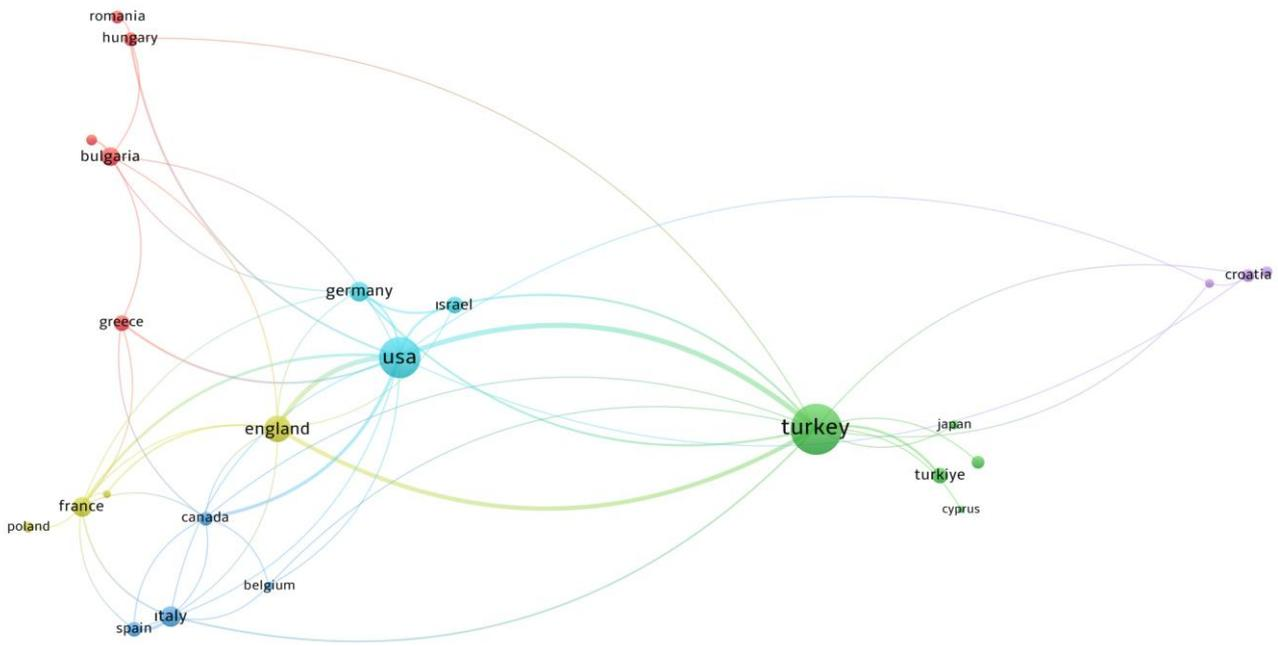 romania
hungary
bulgaria
croatia
germany
ısrael
greece
usa
england
turkey
japan
turkiye
france
cyprus
canada
poland
belgium
ıtaly
spain